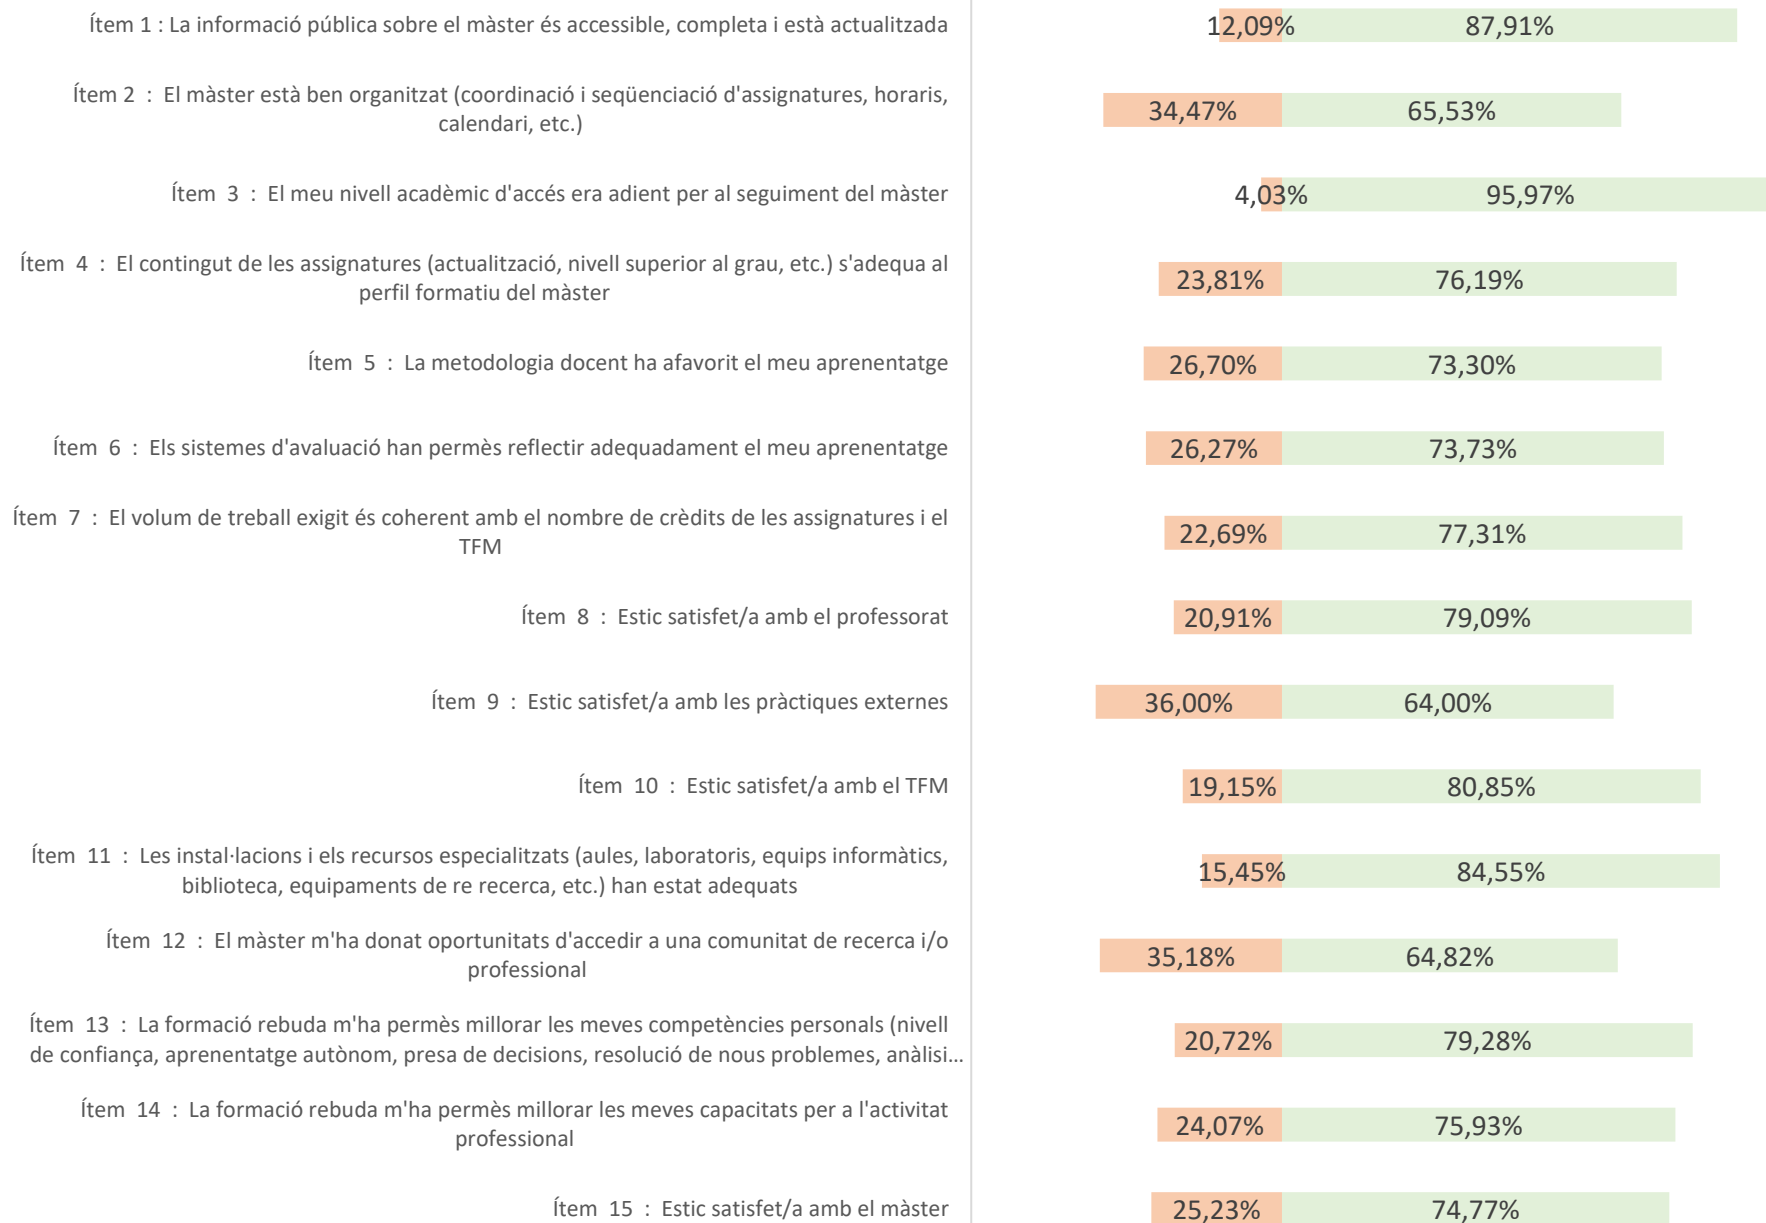 Ítem 1 : La informació pública sobre el màster és accessible, completa i està actualitzada
12,09%
87,91%
Ítem 2 : El màster està ben organitzat (coordinació i seqüenciació d'assignatures, horaris,
calendari, etc.)
34,47%
65,53%
Ítem 3 : El meu nivell acadèmic d'accés era adient per al seguiment del màster
4,03%
95,97%
Ítem 4 : El contingut de les assignatures (actualització, nivell superior al grau, etc.) s'adequa al
perfil formatiu del màster
23,81%
76,19%
Ítem 5 : La metodologia docent ha afavorit el meu aprenentatge
26,70%
73,30%
Ítem 6 : Els sistemes d'avaluació han permès reflectir adequadament el meu aprenentatge
26,27%
73,73%
Ítem 7 : El volum de treball exigit és coherent amb el nombre de crèdits de les assignatures i el
TFM
22,69%
77,31%
Ítem 8 : Estic satisfet/a amb el professorat
20,91%
79,09%
Ítem 9 : Estic satisfet/a amb les pràctiques externes
36,00%
64,00%
Ítem 10 : Estic satisfet/a amb el TFM
19,15%
80,85%
Ítem 11 : Les instal·lacions i els recursos especialitzats (aules, laboratoris, equips informàtics,
biblioteca, equipaments de re recerca, etc.) han estat adequats
15,45%
84,55%
Ítem 12 : El màster m'ha donat oportunitats d'accedir a una comunitat de recerca i/o
professional
35,18%
64,82%
Ítem 13 : La formació rebuda m'ha permès millorar les meves competències personals (nivell
de confiança, aprenentatge autònom, presa de decisions, resolució de nous problemes, anàlisi…
20,72%
79,28%
Ítem 14 : La formació rebuda m'ha permès millorar les meves capacitats per a l'activitat
professional
24,07%
75,93%
Ítem 15 : Estic satisfet/a amb el màster
25,23%
74,77%